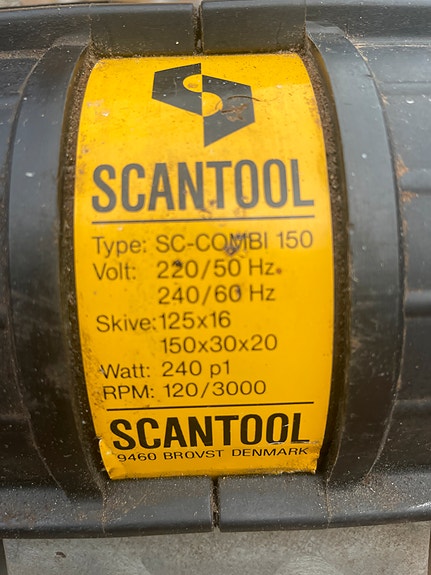 SCANTOOL
Type: SC-COMBI 150
Volt: 220/50 Hz
240/60 Hz
Skive: 125x16
150x30x20
Watt: 240 p1
RPM: 120/3000
SCANTOOL
9460 BROVST DENMARK